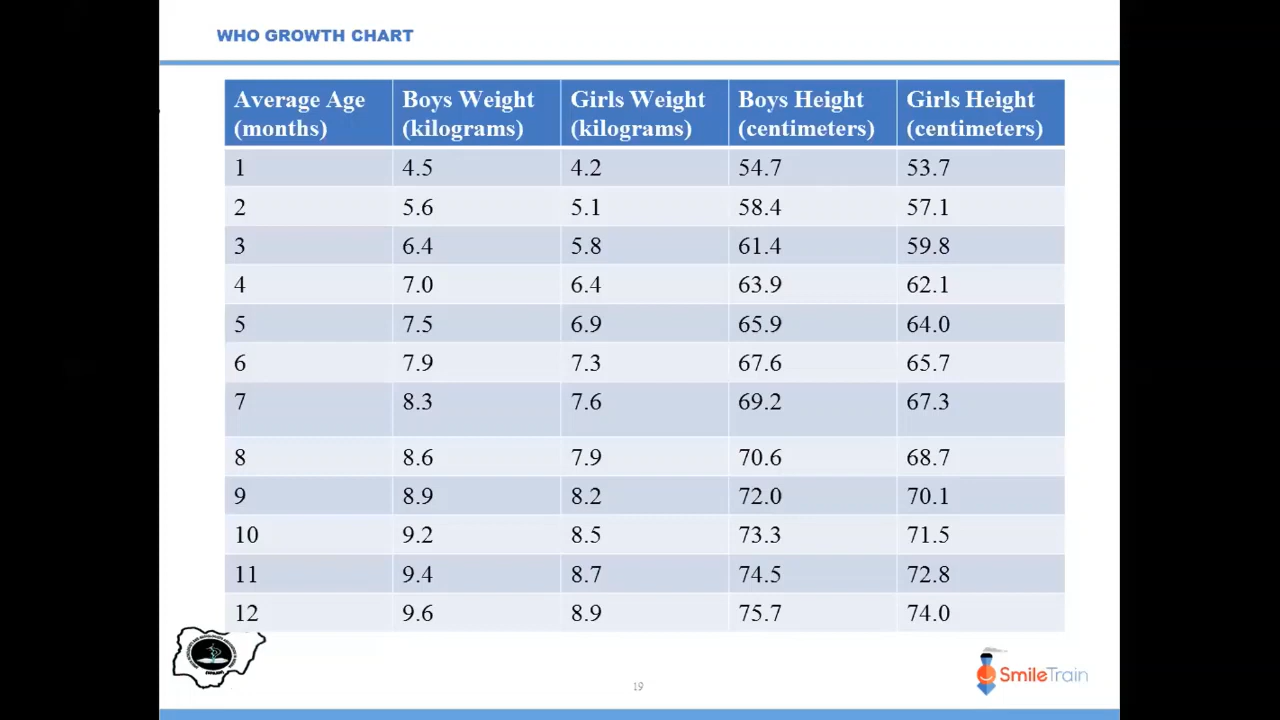 WHO GROWTH CHART
Average Age (months) Boys Weight (kilograms) Girls Weight (kilograms) Boys Height (centimeters) Girls Height (centimeters)
1 4.5 4.2 54.7 53.7
2 5.6 5.1 58.4 57.1
3 6.4 5.8 61.4 59.8
4 7.0 6.4 63.9 62.1
5 7.5 6.9 65.9 64.0
6 7.9 7.3 67.6 65.7
7 8.3 7.6 69.2 67.3
8 8.6 7.9 70.6 68.7
9 8.9 8.2 72.0 70.1
10 9.2 8.5 73.3 71.5
11 9.4 8.7 74.5 72.8
12 9.6 8.9 75.7 74.0
19
SmileTrain